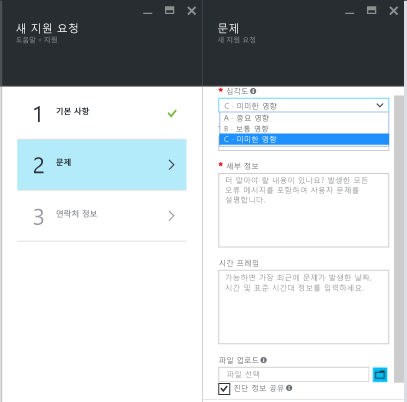 새 지원 요청
도움말 + 지원
1 기본 사항
2 문제
3 연락처 정보
문제
새 지원 요청
* 심각도
C - 미미한 영향
A - 중요 영향
B - 보통 영향
C - 미미한 영향
* 세부 정보
더 알아야 할 내용이 있나요? 발생한 모든
오류 메시지를 포함하여 사용자 문제를
설명합니다.
시간 프레임
가능하면 가장 최근에 문제가 발생한 날짜,
시간 및 표준 시간대 정보를 입력하세요.
파일 업로드
파일 선택
진단 정보 공유